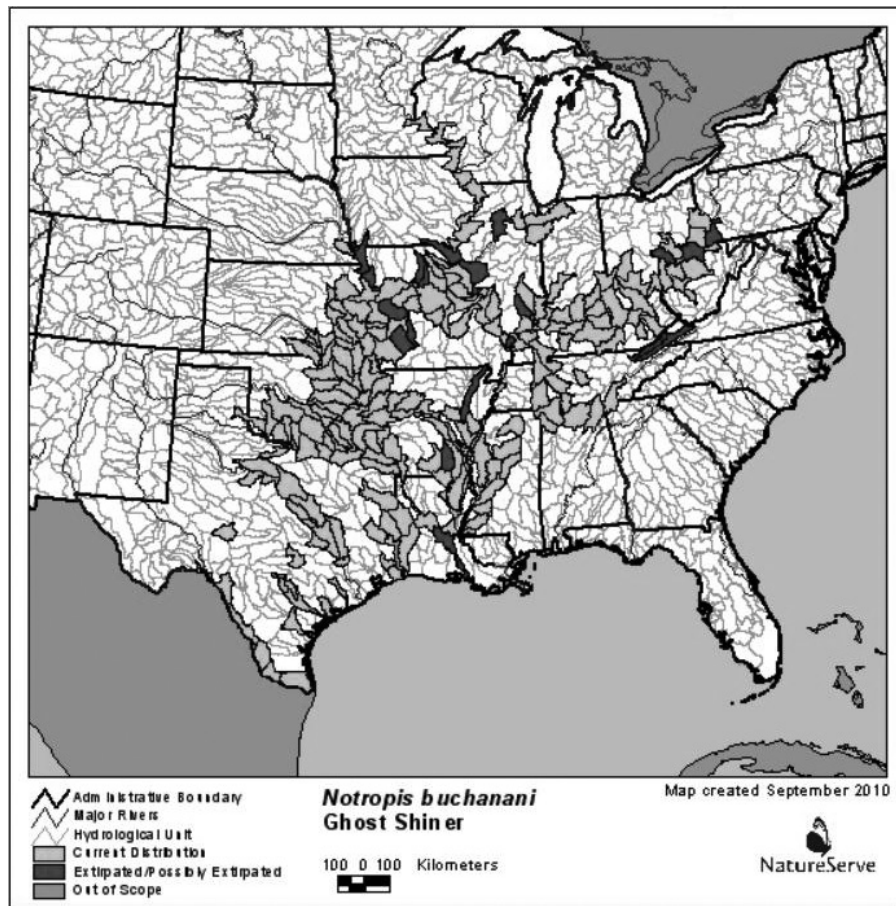 Administrative Boundary
Major Rivers
Hydrological Unit
Current Distribution
Extirpated/Possibly Extirpated
Out of Scope
Notropis buchanani
Ghost Shiner
100 0 100 Kilometers
Map created September 2010
NatureServe